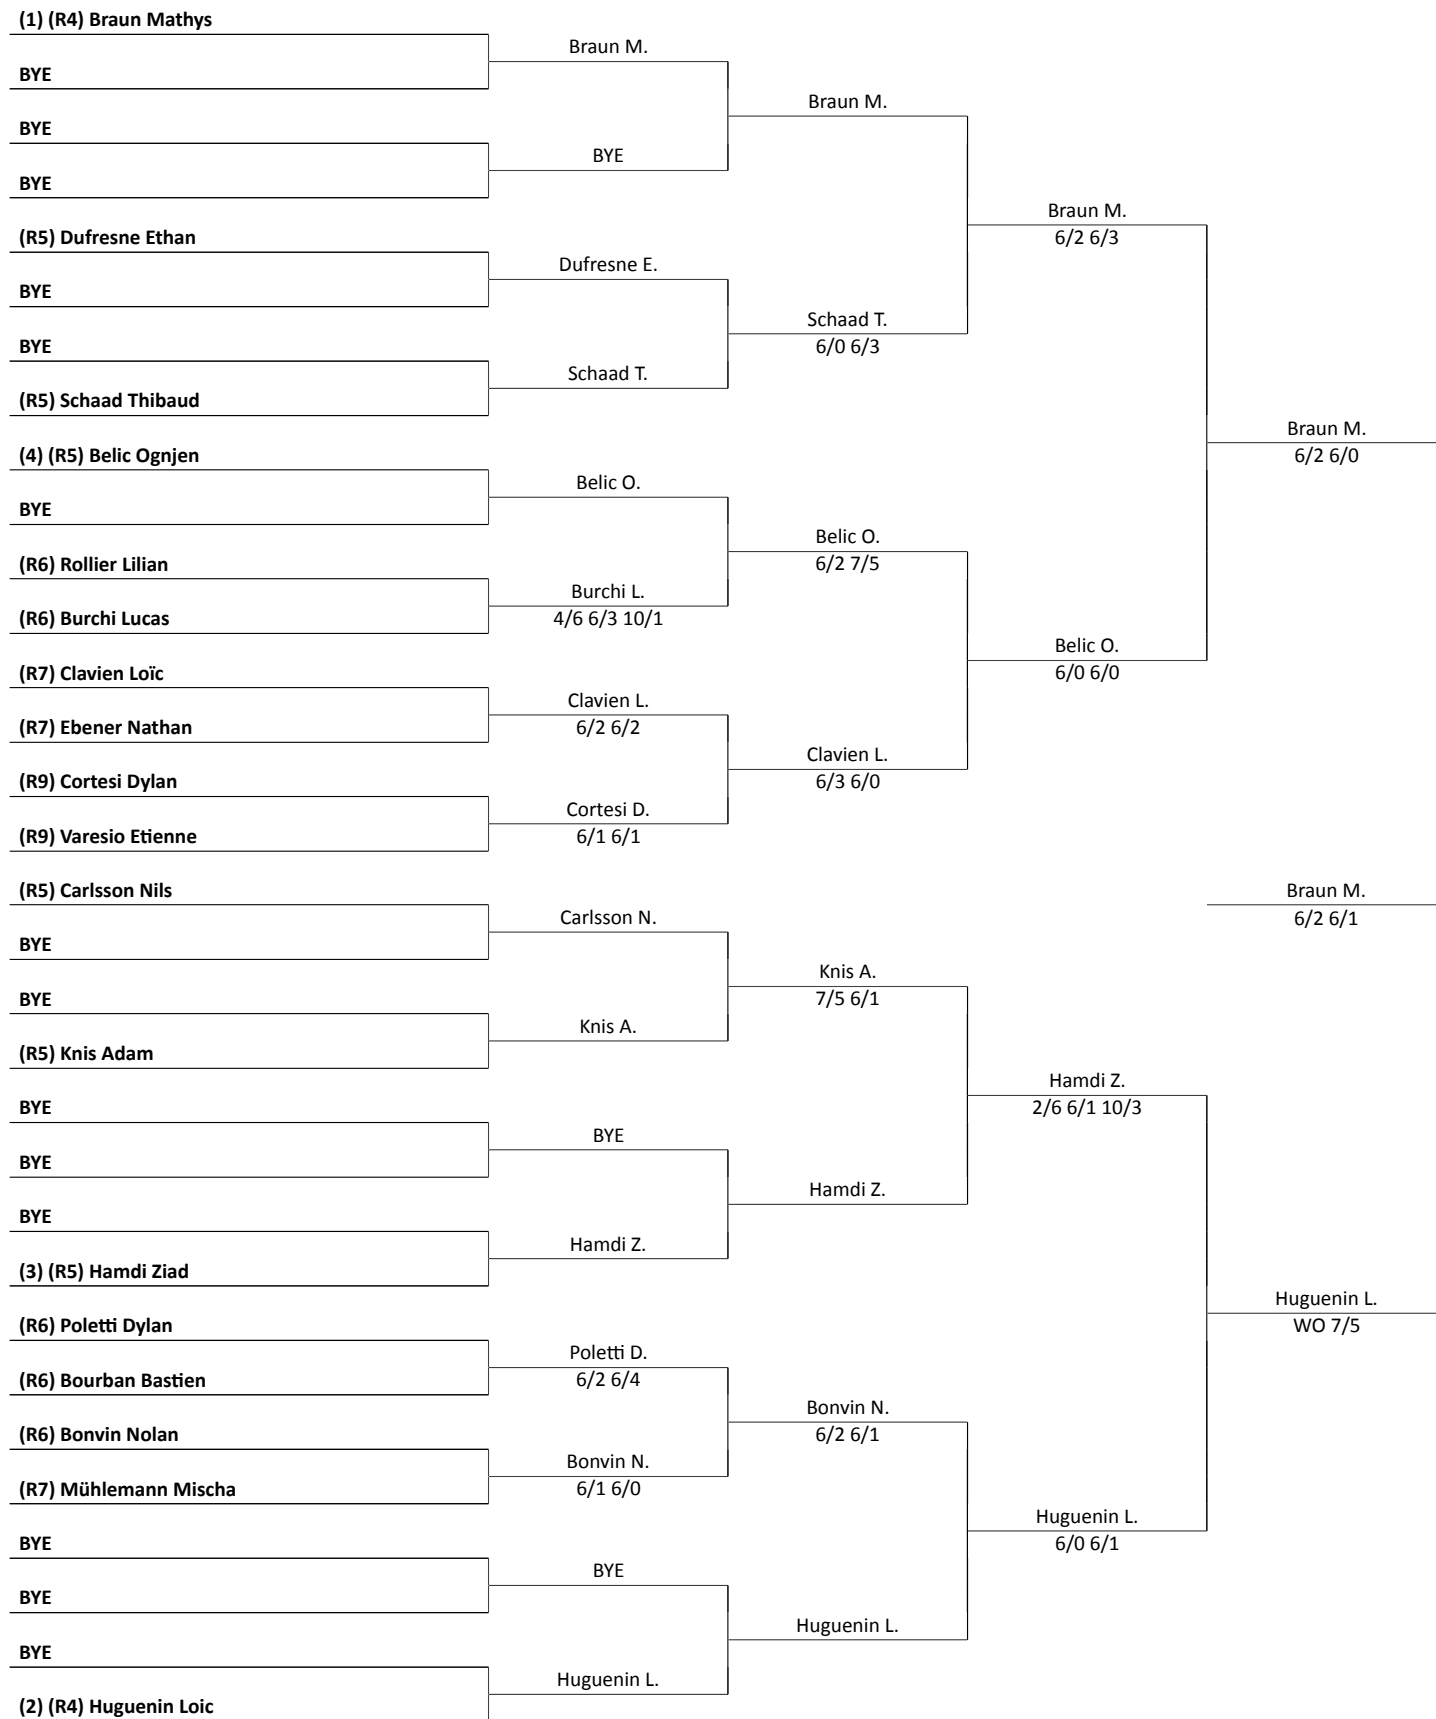 (1) (R4) Braun Mathys
BYE
BYE
BYE
(R5) Dufresne Ethan
BYE
BYE
(R5) Schaad Thibaud
(4) (R5) Belic Ognjen
BYE
(R6) Rollier Lilian
(R6) Burchi Lucas
(R7) Clavien Loïc
(R7) Ebener Nathan
(R9) Cortesi Dylan
(R9) Varesio Etienne
(R5) Carlsson Nils
BYE
BYE
(R5) Knis Adam
BYE
BYE
BYE
(3) (R5) Hamdi Ziad
(R6) Poletti Dylan
(R6) Bourban Bastien
(R6) Bonvin Nolan
(R7) Mühlemann Mischa
BYE
BYE
BYE
(2) (R4) Huguenin Loic
Braun M.
BYE
Dufresne E.
Schaad T.
Belic O.
Burchi L.
4/6 6/3 10/1
Clavien L.
6/2 6/2
Cortesi D.
6/1 6/1
Carlsson N.
Knis A.
BYE
Hamdi Z.
Poletti D.
6/2 6/4
Bonvin N.
6/1 6/0
BYE
Huguenin L.
Braun M.
Schaad T.
6/0 6/3
Belic O.
6/2 7/5
Clavien L.
6/3 6/0
Knis A.
7/5 6/1
Hamdi Z.
Bonvin N.
6/2 6/1
Huguenin L.
Braun M.
6/2 6/3
Belic O.
6/0 6/0
Hamdi Z.
2/6 6/1 10/3
Huguenin L.
6/0 6/1
Braun M.
6/2 6/0
Braun M.
6/2 6/1
Huguenin L.
WO 7/5